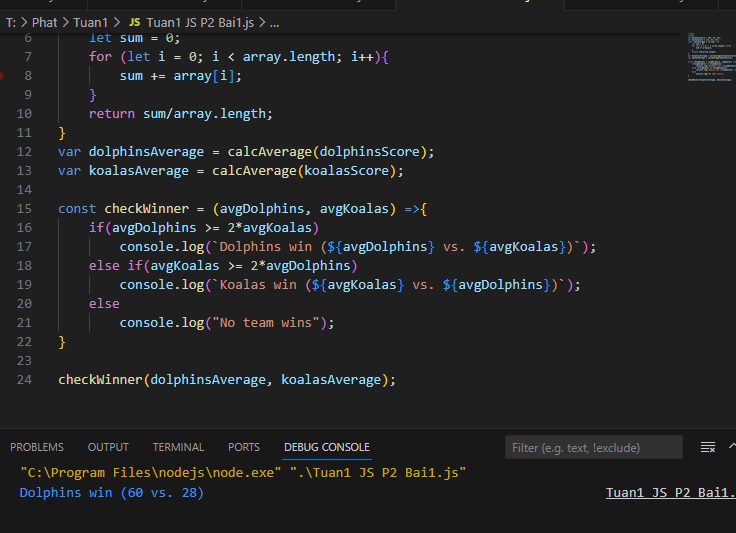 T: > Phat > Tuan1 > JS Tuan1 JS P2 Bai1.js > ...
6 let sum = 0;
7 for (let i = 0; i < array.length; i++){
8 sum += array[i];
9 }
10 return sum/array.length;
11 }
12 var dolphinsAverage = calcAverage(dolphinsScore);
13 var koalasAverage = calcAverage(koalasScore);
14
15 const checkWinner = (avgDolphins, avgKoalas) =>{
16 if(avgDolphins >= 2*avgKoalas)
17 console.log(`Dolphins win (${avgDolphins} vs. ${avgKoalas})`);
18 else if(avgKoalas >= 2*avgDolphins)
19 console.log(`Koalas win (${avgKoalas} vs. ${avgDolphins})`);
20 else
21 console.log("No team wins");
22 }
23
24 checkWinner(dolphinsAverage, koalasAverage);
PROBLEMS OUTPUT TERMINAL PORTS DEBUG CONSOLE Filter (e.g. text, !exclude)
"C:\Program Files\nodejs\node.exe" ".\Tuan1 JS P2 Bai1.js"
Dolphins win (60 vs. 28) Tuan1 JS P2 Bai1.